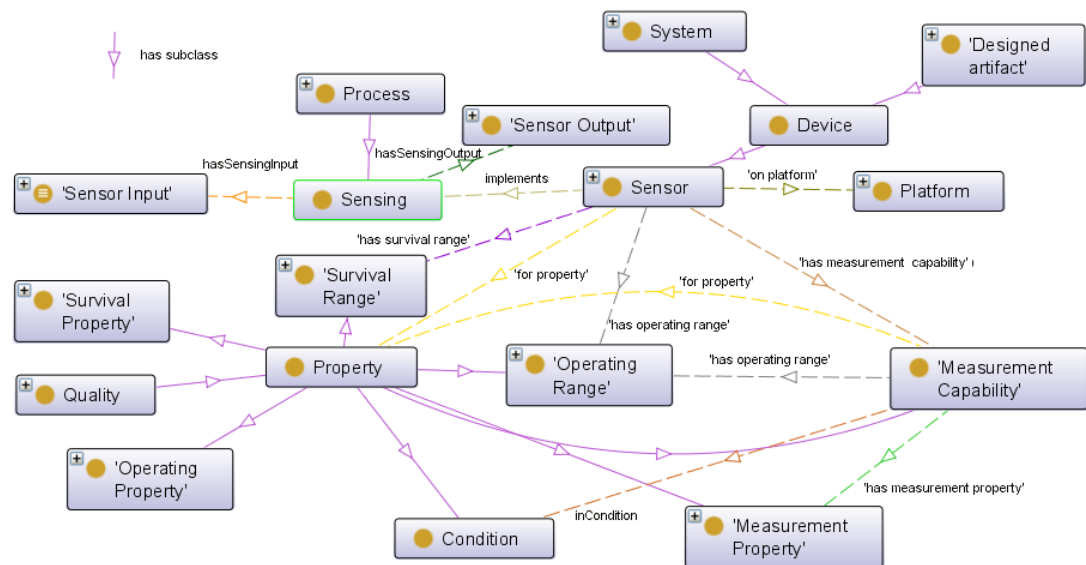 System
'Designed
artifact'
has subclass
Process
'Sensor Output'
Device
hasSensingInput
hasSensingOutput
implements
'on platform'
'Sensor Input'
Sensing
Sensor
Platform
'has survival range'
'Survival
Range'
'for property'
'for property'
'has measurement  capability' (
'Survival
Property'
'has operating range'
Property
'Operating
Range'
'has operating range'
'Measurement
Capability'
Quality
'Operating
Property'
'has measurement property'
inCondition
Condition
'Measurement
Property'